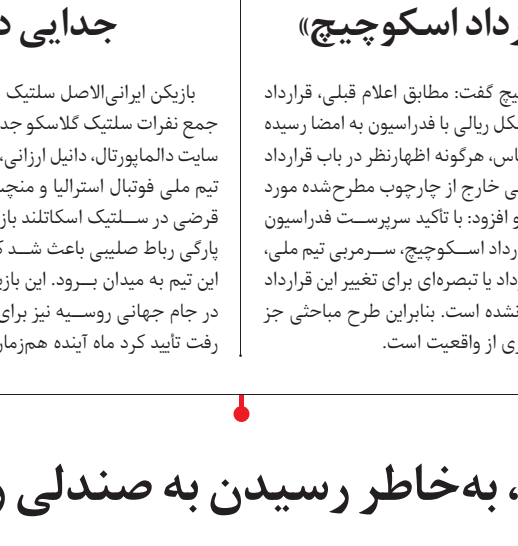 رداد اسکوچیچ»
یچ گفت: مطابق اعلام قبلی، قرارداد
کل ریالی با فدراسیون به امضا رسیده
اس، هرگونه اظهارنظر در باب قرارداد
ی خارج از چارچوب مطرح‌شده مورد
و افزود: با تأکید سرپرست فدراسیون
رداد اسکوچیچ، سرمربی تیم ملی،
داد یا تبصره‌ای برای تغییر این قرارداد
نشده است. بنابراین طرح مباحثی جز
ی از واقعیت است.
جدایی د
بازیکن ایرانی‌الاصل سلتیک
جمع نفرات سلتیک گلاسکو جد
سایت دالماپورتال، دانیل ارزانی،
تیم ملی فوتبال استرالیا و منچس
قرضی در سلتیک اسکاتلند باز
پارگی رباط صلیبی باعث شد ک
این تیم به میدان برود. این بازی
در جام جهانی روسیه نیز برای
رفت تأیید کرد ماه آینده هم‌زمان
، به‌خاطر رسیدن به صندلی ر